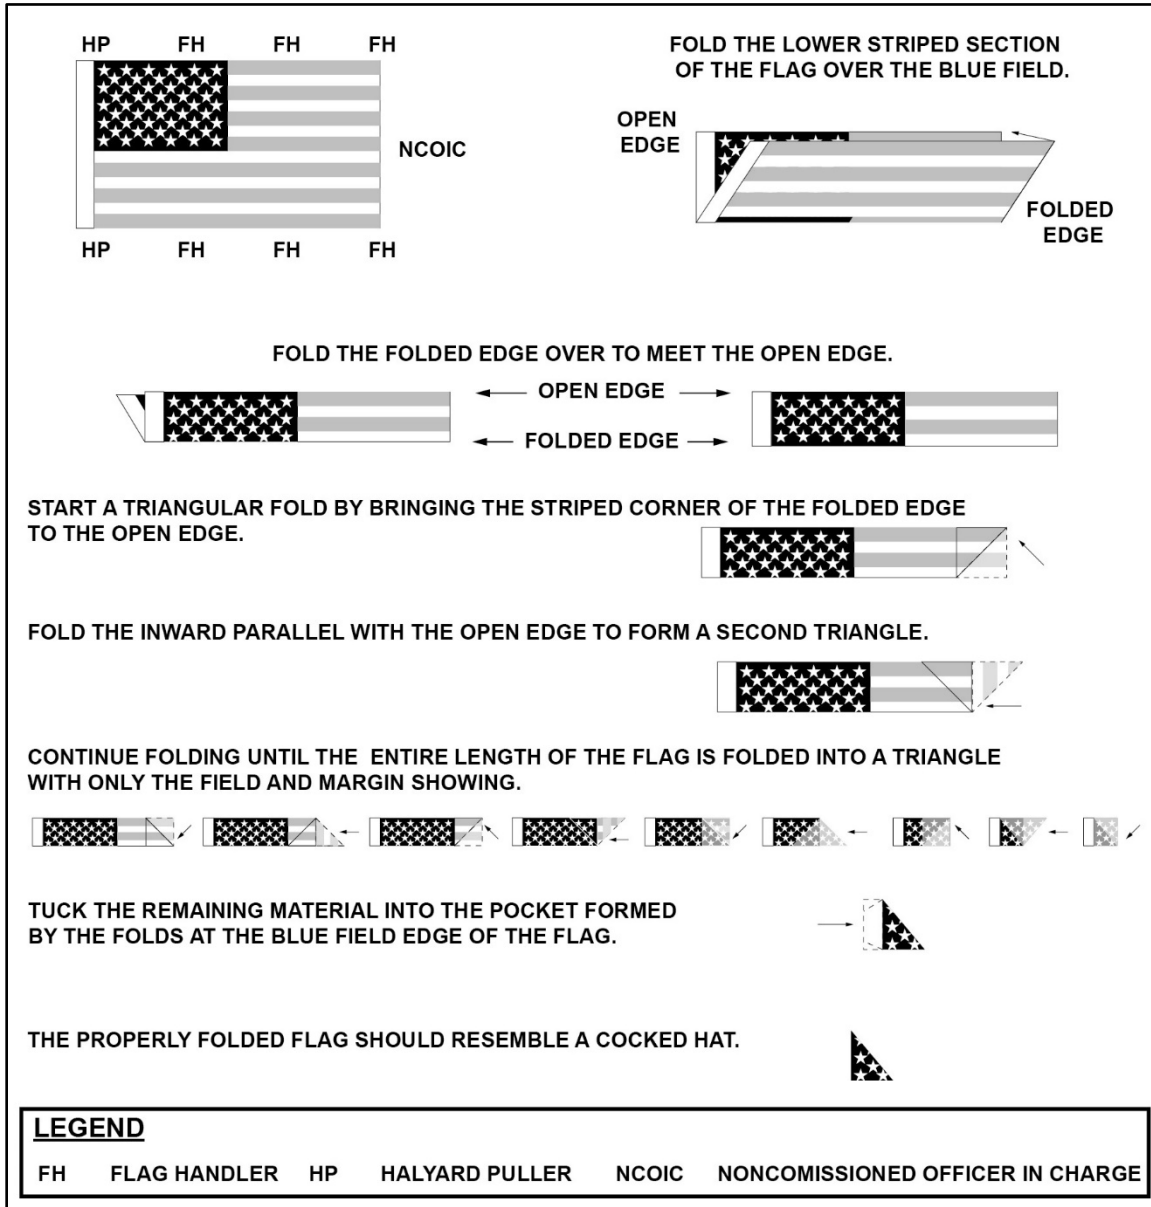 HP FH FH FH
NCOIC
HP FH FH FH
FOLD THE LOWER STRIPED SECTION
OF THE FLAG OVER THE BLUE FIELD.
OPEN
EDGE
FOLDED
EDGE
FOLD THE FOLDED EDGE OVER TO MEET THE OPEN EDGE.
OPEN EDGE
FOLDED EDGE
START A TRIANGULAR FOLD BY BRINGING THE STRIPED CORNER OF THE FOLDED EDGE
TO THE OPEN EDGE.
FOLD THE INWARD PARALLEL WITH THE OPEN EDGE TO FORM A SECOND TRIANGLE.
CONTINUE FOLDING UNTIL THE ENTIRE LENGTH OF THE FLAG IS FOLDED INTO A TRIANGLE
WITH ONLY THE FIELD AND MARGIN SHOWING.
TUCK THE REMAINING MATERIAL INTO THE POCKET FORMED
BY THE FOLDS AT THE BLUE FIELD EDGE OF THE FLAG.
THE PROPERLY FOLDED FLAG SHOULD RESEMBLE A COCKED HAT.
LEGEND
FH FLAG HANDLER HP HALYARD PULLER NCOIC NONCOMISSIONED OFFICER IN CHARGE